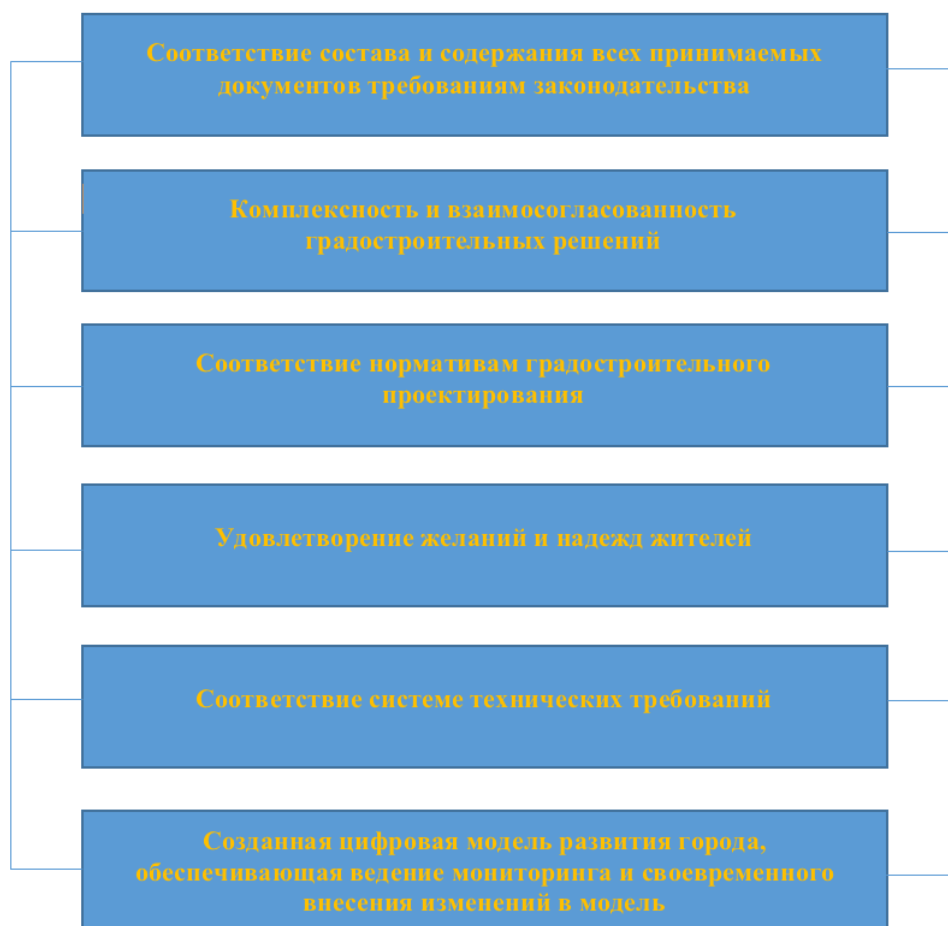 Соответствие состава и содержания всех принимаемых
документов требованиям законодательства
Комплексность и взаимосогласованность
градостроительных решений
Соответствие нормативам градостроительного
проектирования
Удовлетворение желаний и надежд жителей
Соответствие системе технических требований
Созданная цифровая модель развития города,
обеспечивающая ведение мониторинга и своевременного
внесения изменений в модель